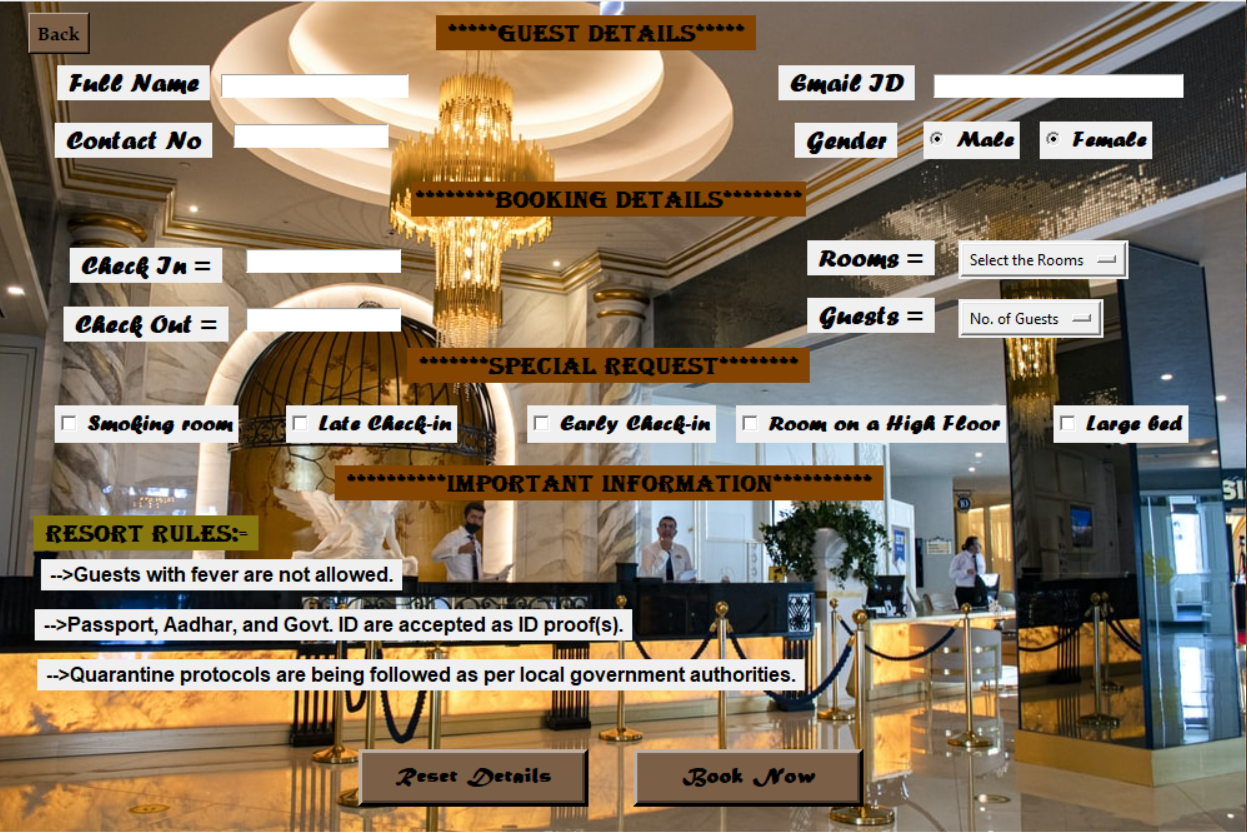 Back
*****GUEST DETAILS*****
Full Name
Email ID
Contact No
Gender
Male
Female
********BOOKING DETAILS********
Check In =
Rooms =
Select the Rooms
Check Out =
Guests =
No. of Guests
*******SPECIAL REQUEST********
Smoking room
Late Check-in
Early Check-in
Room on a High Floor
Large bed
**********IMPORTANT INFORMATION**********
RESORT RULES:-
-->Guests with fever are not allowed.
-->Passport, Aadhar, and Govt. ID are accepted as ID proof(s).
-->Quarantine protocols are being followed as per local government authorities.
Reset Details
Book Now